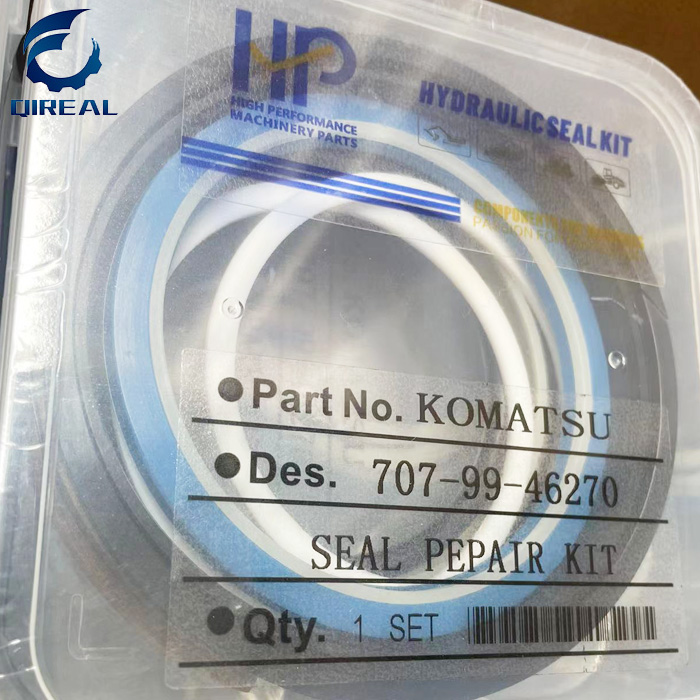 QIREAL
HP
HIGH PERFORMANCE
MACHINERY PARTS
HYDRAULIC SEAL KIT
Part No. KOMATSU
Des. 707-99-46270
SEAL PEPAIR KIT
Qty. 1 SET